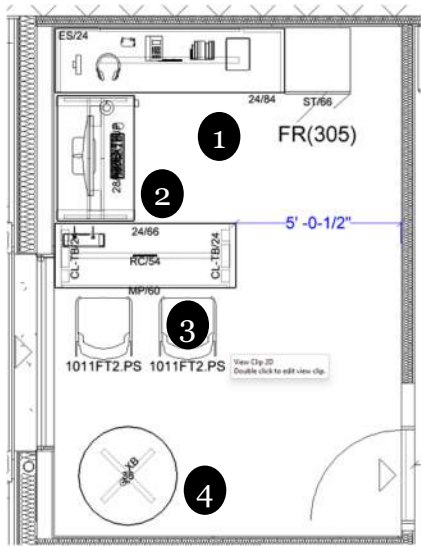 ES/24
24/84
ST/66
FR(305)
1
2
24/66
5' -0-1/2"
CL-TB/24
CL-TB/24
RC/54
MP/60
3
1011FT2.PS
1011FT2.PS
View Clip 2D
Double click to edit view clip.
4